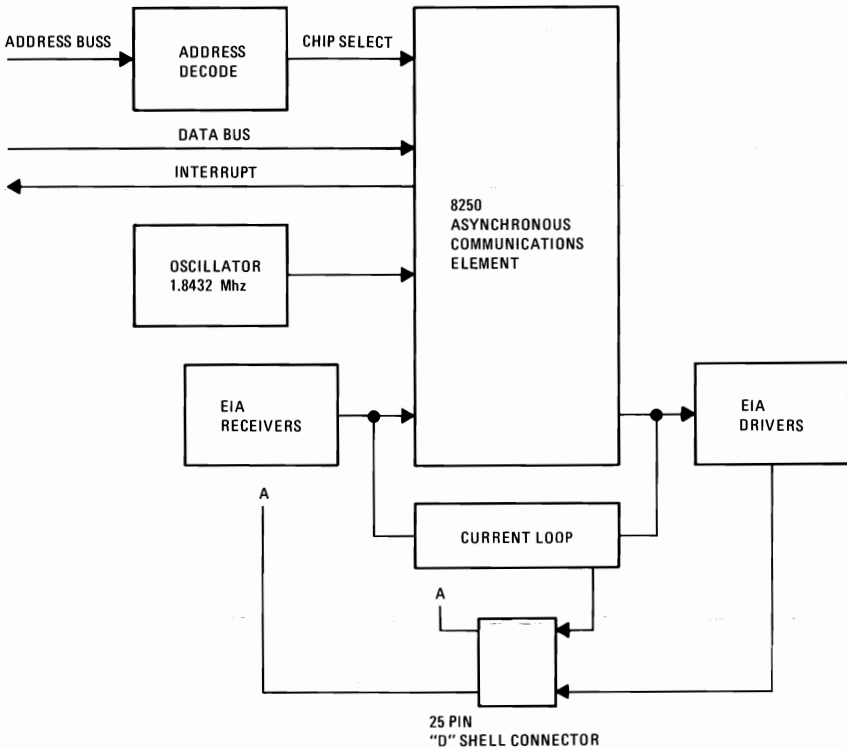 ADDRESS BUSS
ADDRESS
DECODE
CHIP SELECT
DATA BUS
INTERRUPT
8250
ASYNCHRONOUS
COMMUNICATIONS
ELEMENT
OSCILLATOR
1.8432 Mhz
EIA
RECEIVERS
EIA
DRIVERS
A
CURRENT LOOP
A
25 PIN
"D" SHELL CONNECTOR